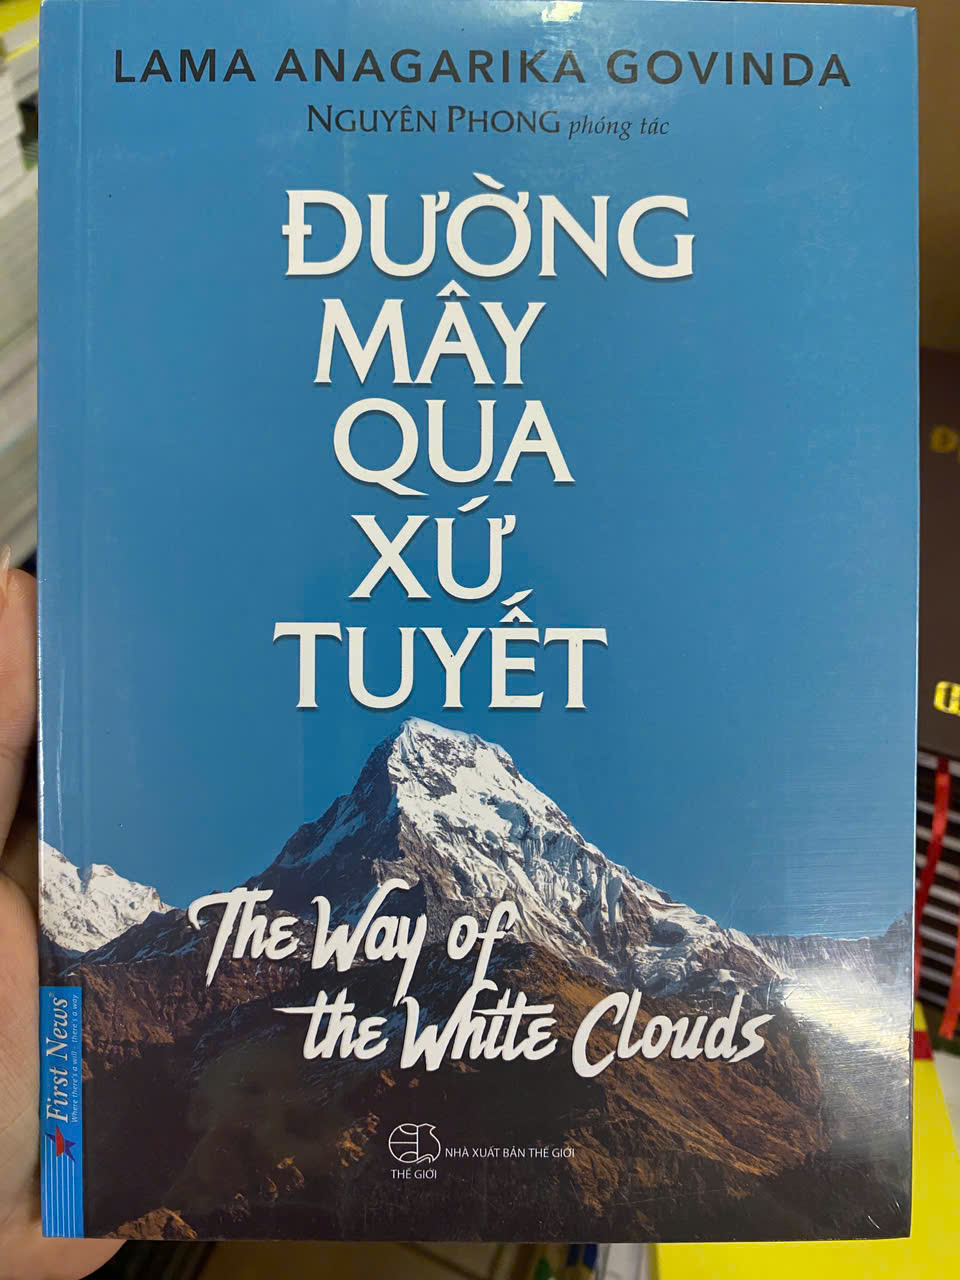 LAMA ANAGARIKA GOVINDA
NGUYÊN PHONG phóng tác
ĐƯỜNG
MÂY
QUA
XỨ
TUYẾT
The Way of
the White Clouds
First News®
Where there's a will - there's a way
NHÀ XUẤT BẢN THẾ GIỚI
THẾ GIỚI